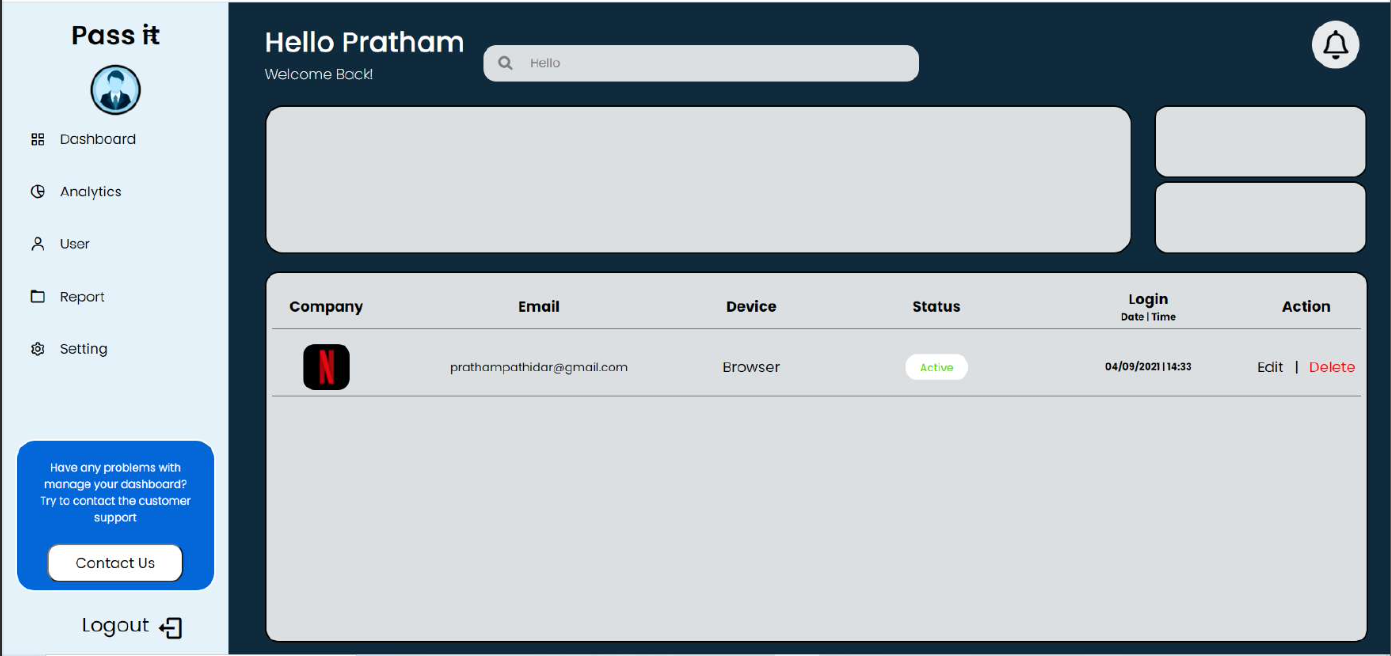 Pass it
Dashboard
Analytics
User
Report
Setting
Have any problems with
manage your dashboard?
Try to contact the customer
support
Contact Us
Logout
Hello Pratham
Welcome Back!
Hello
Company Email Device Status Login Action
Date | Time
N prathampathidar@gmail.com Browser Active 04/09/2021 | 14:33 Edit | Delete